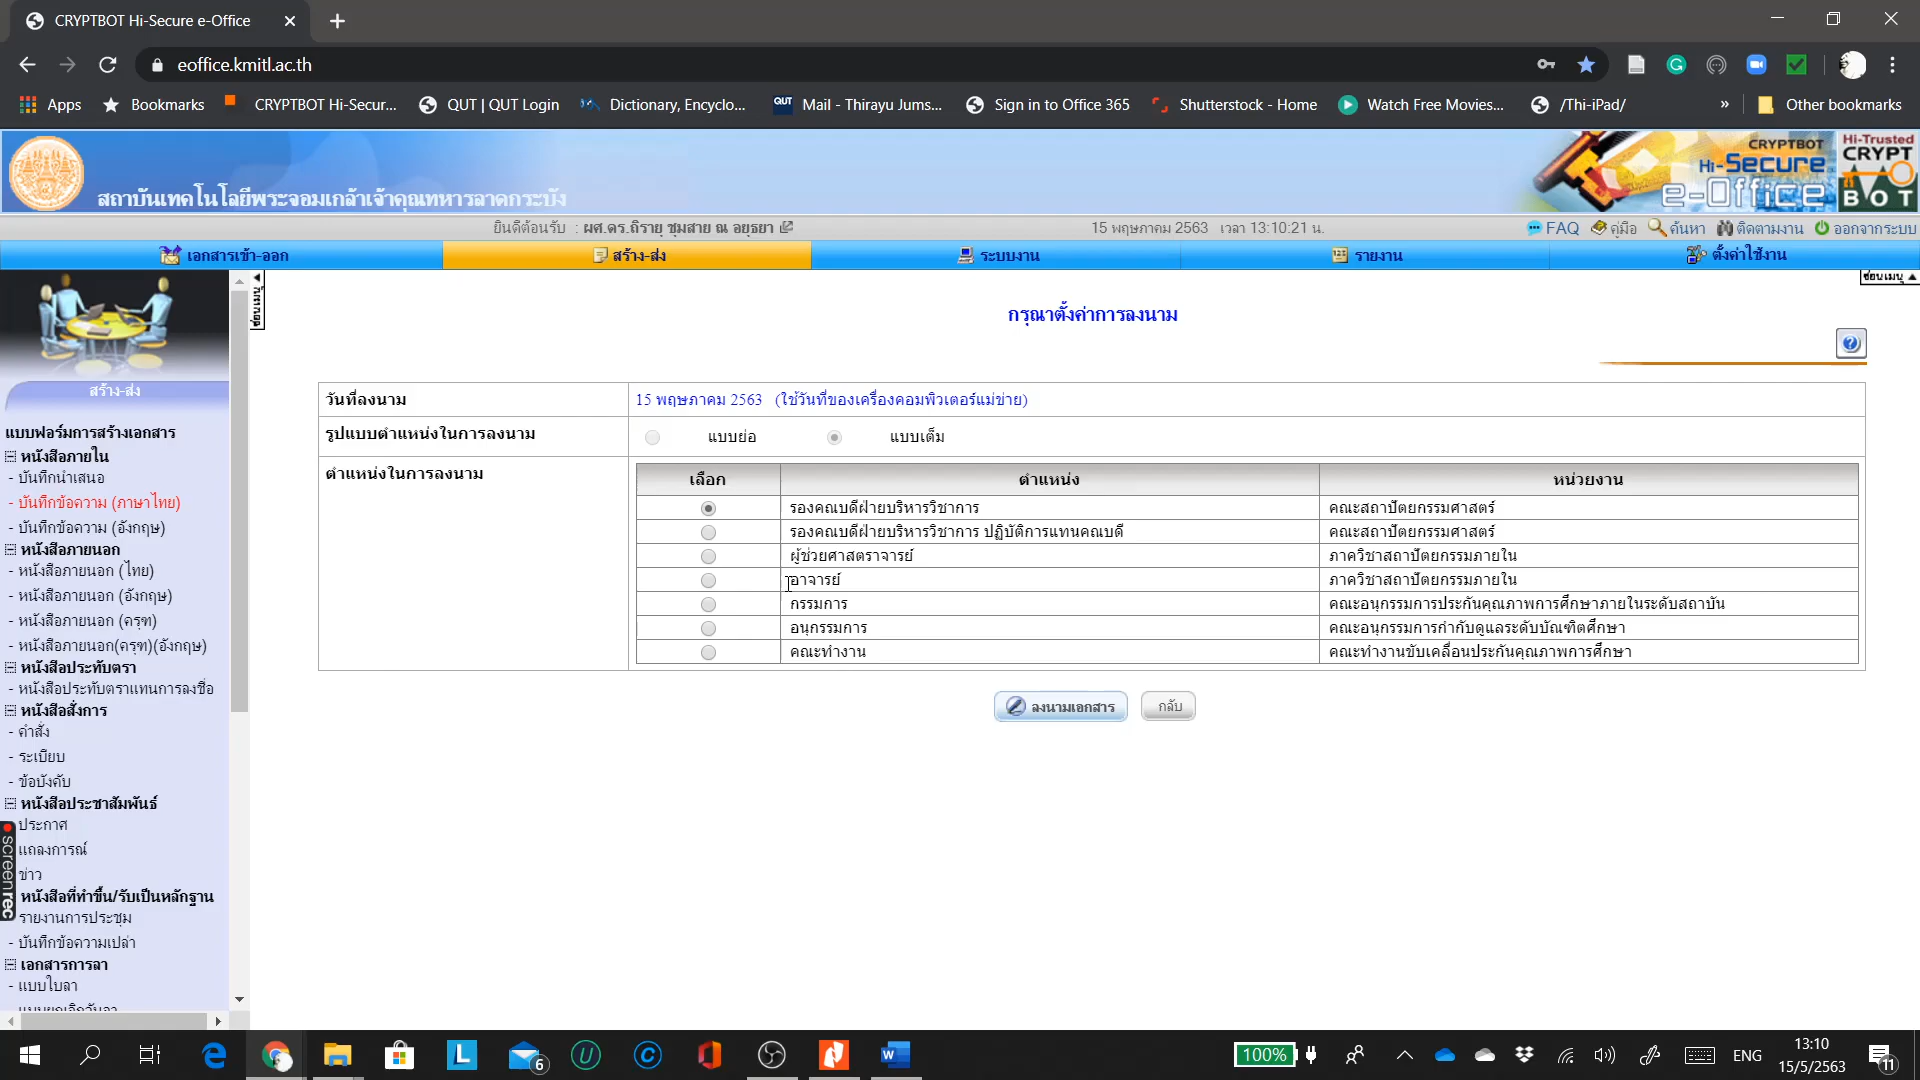 CRYPTBOT Hi-Secure e-Office
eoffice.kmitl.ac.th
Apps
Bookmarks
CRYPTBOT Hi-Secur...
QUT | QUT Login
Dictionary, Encyclo...
QUT
Mail - Thirayu Jums...
Sign in to Office 365
Shutterstock - Home
Watch Free Movies...
/Thi-iPad/
»
Other bookmarks
สถาบันเทคโนโลยีพระจอมเกล้าเจ้าคุณทหารลาดกระบัง
CRYPTBOT
Hi-Secure
e-Office
Hi-Trusted
CRYPT
BOT
ยินดีต้อนรับ : ผศ.ดร.ถิรายุ ชุมสาย ณ อยุธยา
15 พฤษภาคม 2563 เวลา 13:10:21 น.
FAQ
คู่มือ
ค้นหา
ติดตามงาน
ออกจากระบบ
เอกสารเข้า-ออก
สร้าง-ส่ง
ระบบงาน
รายงาน
ตั้งค่าใช้งาน
ซ่อนเมนู
ซ่อนเมนู
สร้าง-ส่ง
แบบฟอร์มการสร้างเอกสาร
หนังสือภายใน
- บันทึกนำเสนอ
- บันทึกข้อความ (ภาษาไทย)
- บันทึกข้อความ (อังกฤษ)
หนังสือภายนอก
- หนังสือภายนอก (ไทย)
- หนังสือภายนอก (อังกฤษ)
- หนังสือภายนอก (ครุฑ)
- หนังสือภายนอก(ครุฑ)(อังกฤษ)
หนังสือประทับตรา
- หนังสือประทับตราแทนการลงชื่อ
หนังสือสั่งการ
- คำสั่ง
- ระเบียบ
- ข้อบังคับ
หนังสือประชาสัมพันธ์
ประกาศ
แถลงการณ์
ข่าว
หนังสือที่ทำขึ้น/รับเป็นหลักฐาน
รายงานการประชุม
- บันทึกข้อความเปล่า
เอกสารการลา
- แบบใบลา
screenrec
กรุณาตั้งค่าการลงนาม
วันที่ลงนาม
15 พฤษภาคม 2563 (ใช้วันที่ของเครื่องคอมพิวเตอร์แม่ข่าย)
รูปแบบตำแหน่งในการลงนาม
แบบย่อ
แบบเต็ม
ตำแหน่งในการลงนาม
เลือก ตำแหน่ง หน่วยงาน
รองคณบดีฝ่ายบริหารวิชาการ คณะสถาปัตยกรรมศาสตร์
รองคณบดีฝ่ายบริหารวิชาการ ปฏิบัติการแทนคณบดี คณะสถาปัตยกรรมศาสตร์
ผู้ช่วยศาสตราจารย์ ภาควิชาสถาปัตยกรรมภายใน
อาจารย์ ภาควิชาสถาปัตยกรรมภายใน
กรรมการ คณะอนุกรรมการประกันคุณภาพการศึกษาภายในระดับสถาบัน
อนุกรรมการ คณะอนุกรรมการกำกับดูแลระดับบัณฑิตศึกษา
คณะทำงาน คณะทำงานขับเคลื่อนประกันคุณภาพการศึกษา
ลงนามเอกสาร
กลับ
6
100%
ENG
13:10
15/5/2563
11